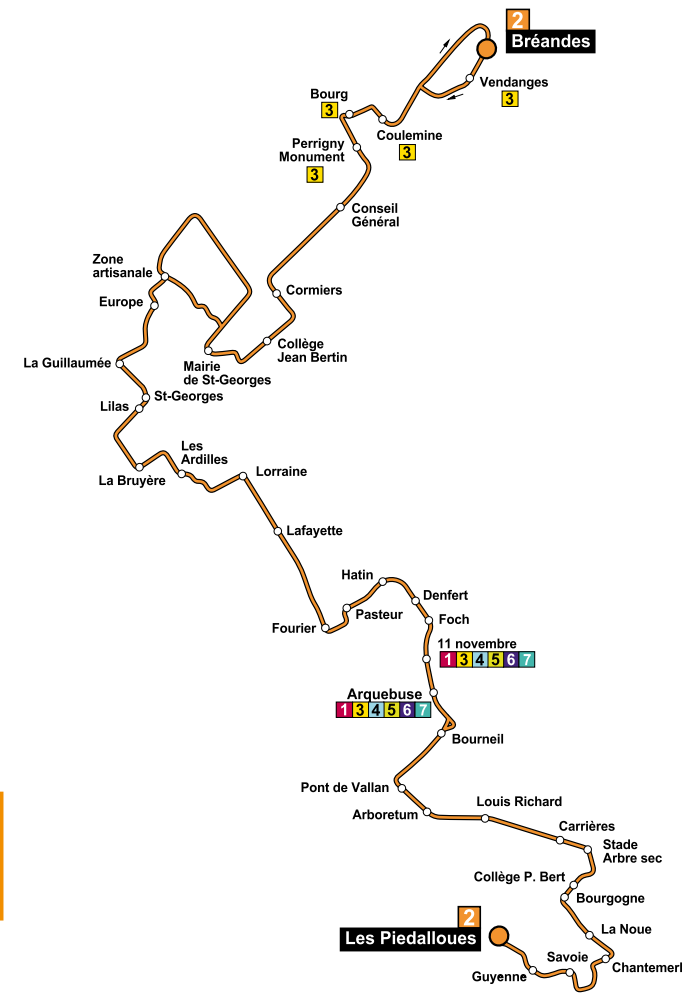 2
Bréandes
Vendanges
3
Bourg
3
Coulemine
3
Perrigny
Monument
3
Conseil
Général
Zone
artisanale
Cormiers
Europe
Collège
Jean Bertin
La Guillaumée
Mairie
de St-Georges
St-Georges
Lilas
Les
Ardilles
La Bruyère
Lorraine
Lafayette
Hatin
Denfert
Pasteur
Foch
Fourier
11 novembre
1 3 4 5 6 7
Arquebuse
1 3 4 5 6 7
Bourneil
Pont de Vallan
Louis Richard
Arboretum
Carrières
Stade
Arbre sec
Collège P. Bert
Bourgogne
2
Les Piedalloues
La Noue
Savoie
Chantemerl
Guyenne